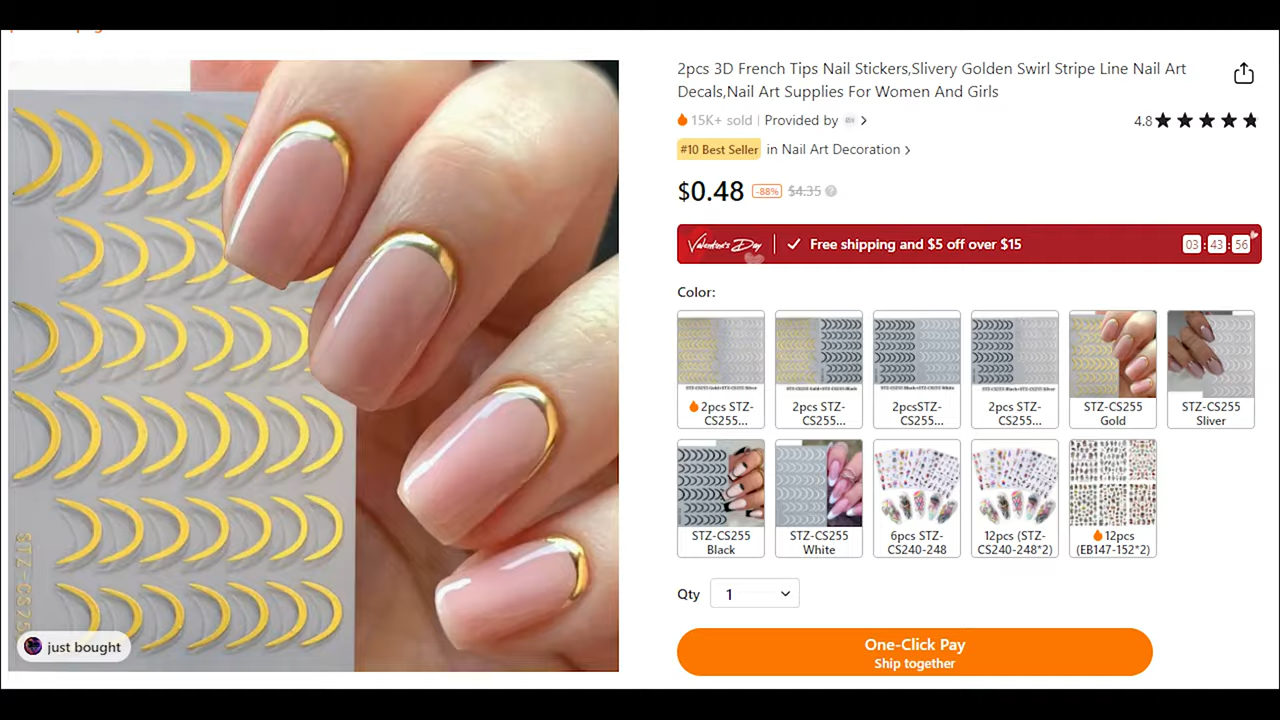 2pcs 3D French Tips Nail Stickers,Slivery Golden Swirl Stripe Line Nail Art
Decals,Nail Art Supplies For Women And Girls
15K+ sold | Provided by
4.8
#10 Best Seller in Nail Art Decoration
$0.48 -88% $4.35 ?
Valentine's Day Free shipping and $5 off over $15 03:43:56
Color:
2pcs STZ-
CS255...
2pcs STZ-
CS255...
2pcsSTZ-
CS255...
2pcs STZ-
CS255...
STZ-CS255
Gold
STZ-CS255
Sliver
STZ-CS255
Black
STZ-CS255
White
6pcs STZ-
CS240-248
12pcs (STZ-
CS240-248*2)
12pcs
(EB147-152*2)
Qty 1
One-Click Pay
Ship together
just bought